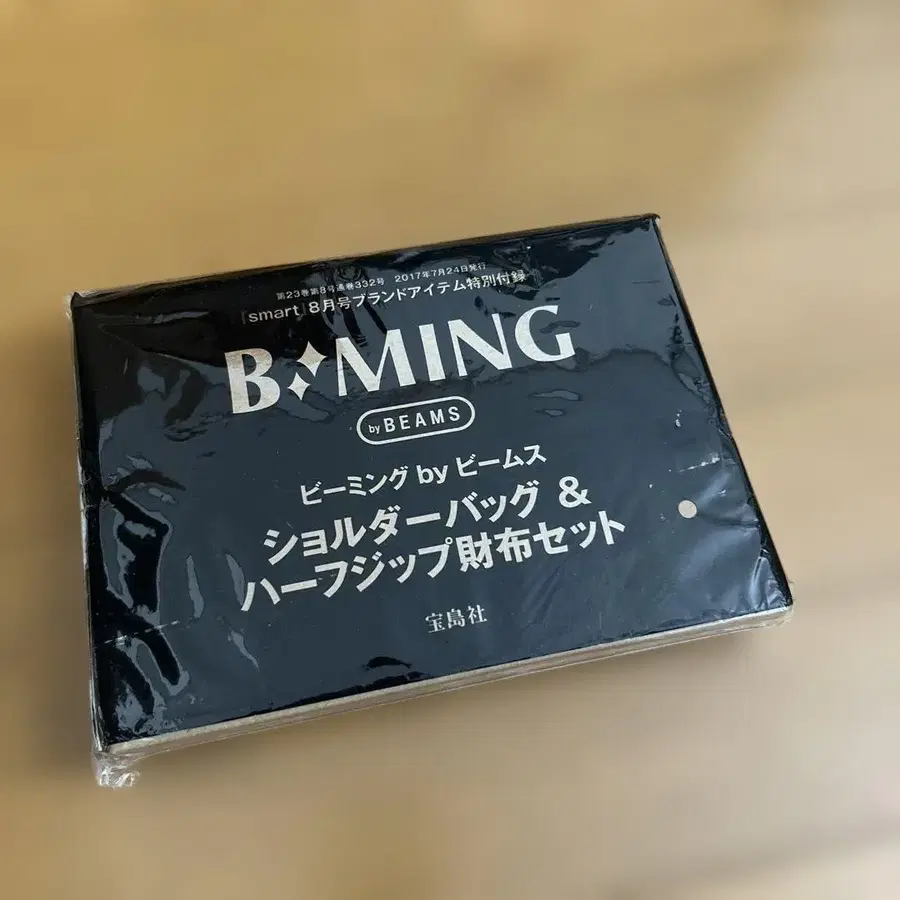 第23巻第8号通巻332号 2017年7月24日発行
「smart」8月号ブランドアイテム特別付録
B:MING
by BEAMS
ビーミング by ビームス
ショルダーバッグ &
ハーフジップ財布セット
宝島社